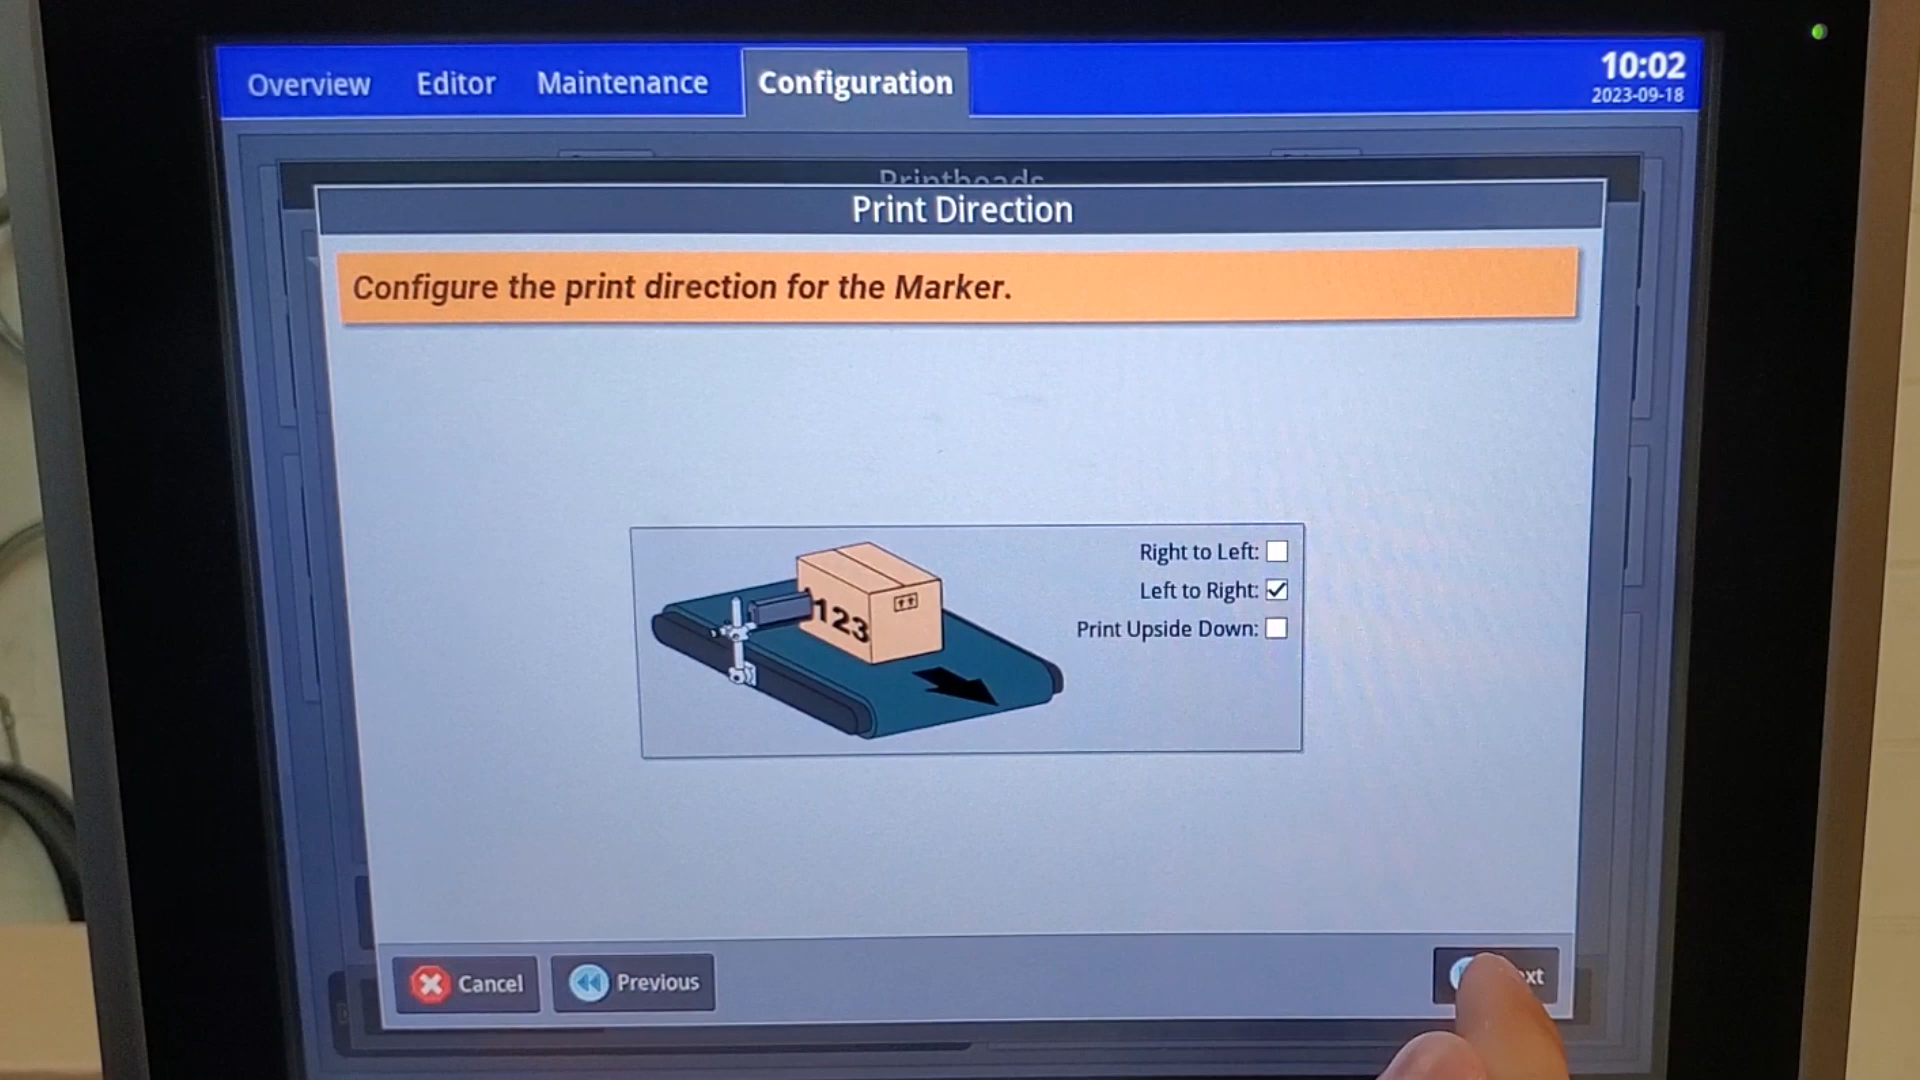 Overview Editor Maintenance Configuration
10:02
2023-09-18
Printheads
Print Direction
Configure the print direction for the Marker.
Right to Left:
Left to Right:
Print Upside Down:
123
Cancel Previous